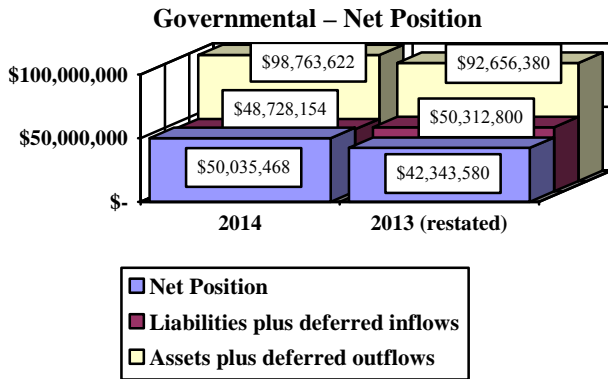 Governmental – Net Position
$100,000,000
$50,000,000
$-
$98,763,622
$92,656,380
$48,728,154
$50,312,800
$50,035,468
$42,343,580
2014
2013 (restated)
Net Position
Liabilities plus deferred inflows
Assets plus deferred outflows